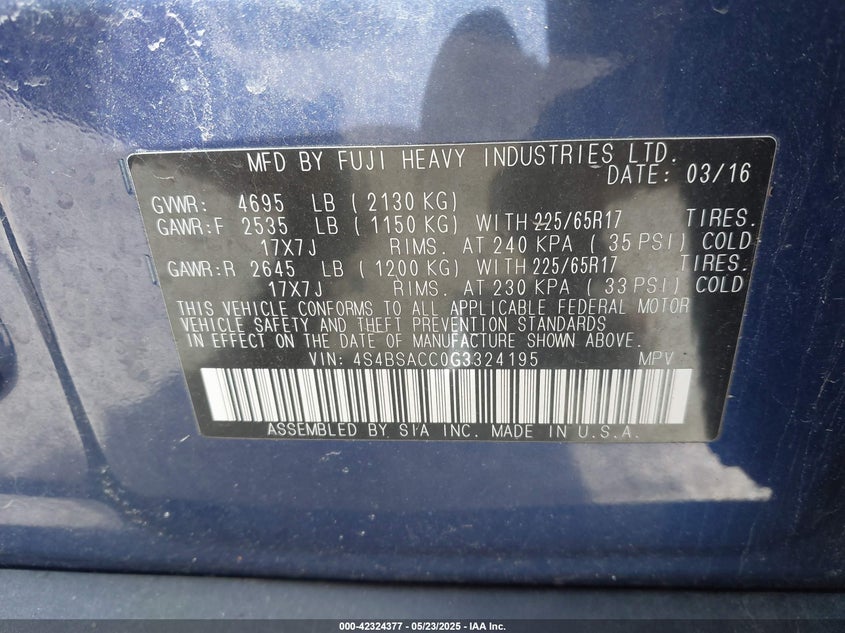 MFD BY FUJI HEAVY INDUSTRIES LTD.
DATE: 03/16
GVWR: 4695 LB ( 2130 KG)
GAWR:F 2535 LB ( 1150 KG) WITH 225/65R17 TIRES.
17X7J RIMS. AT 240 KPA ( 35 PSI) COLD
GAWR:R 2645 LB ( 1200 KG) WITH 225/65R17 TIRES.
17X7J RIMS. AT 230 KPA ( 33 PSI) COLD
THIS VEHICLE CONFORMS TO ALL APPLICABLE FEDERAL MOTOR
VEHICLE SAFETY AND THEFT PREVENTION STANDARDS
IN EFFECT ON THE DATE OF MANUFACTURE SHOWN ABOVE.
VIN: 4S4BSACC0G3324195 MPV
ASSEMBLED BY SIA INC. MADE IN U.S.A.
000-42324377 - 05/23/2025 - IAA Inc.